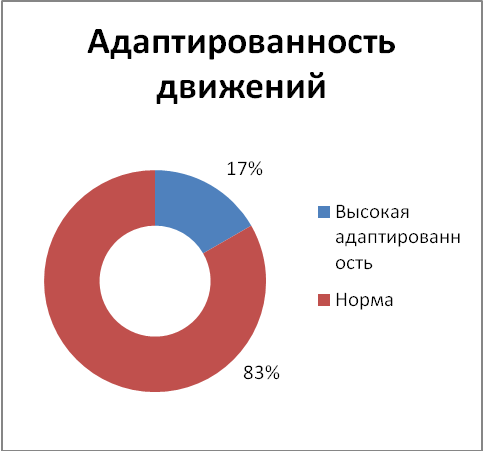 Адаптированность
движений
17%
Высокая
адаптированн
ость
Норма
83%